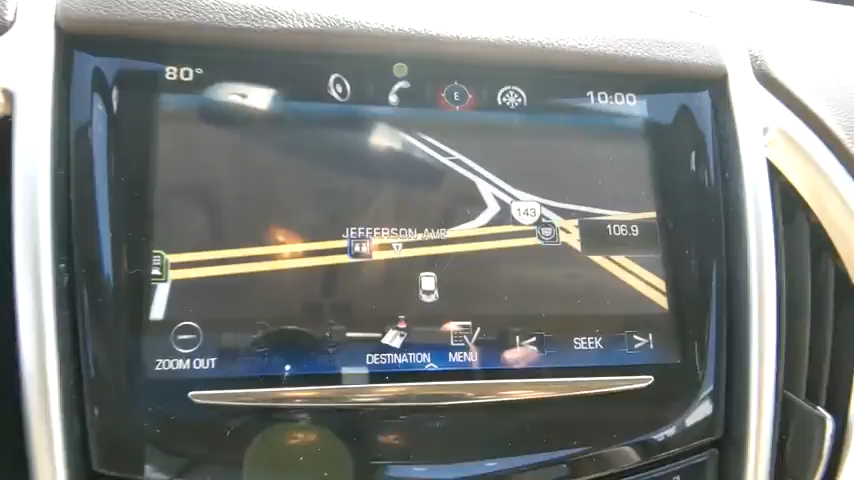 80°
E
10:00
143
JEFFERSON AVE
106.9
ZOOM OUT
DESTINATION
MENU
SEEK